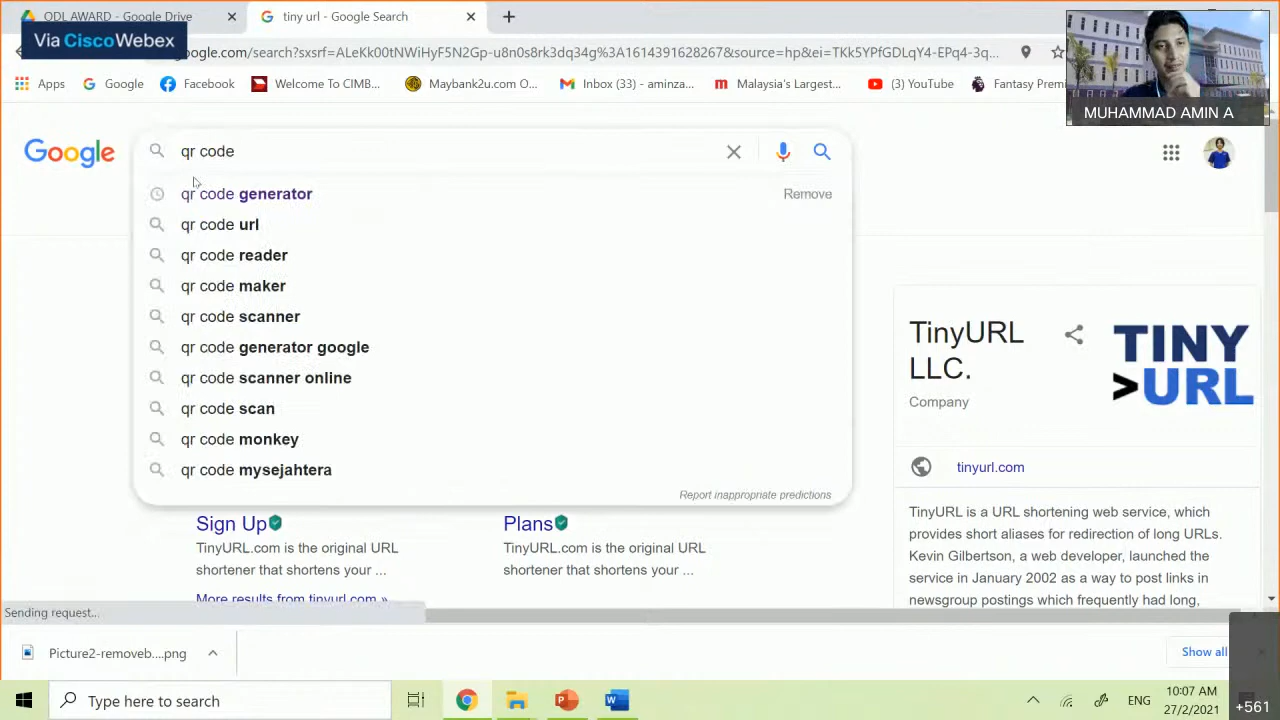 ODL AWARD - Google Drive
tiny url - Google Search
Via CiscoWebex
oogle.com/search?sxsrf=ALeKk00tNWiHyF5N2Gp-u8n0s8rk3dq34g%3A1614391628267&source=hp&ei=TKk5YPfGDLqY4-EPq4-3q...
Apps
Google
Facebook
Welcome To CIMB...
Maybank2u.com O...
Inbox (33) - aminza...
Malaysia's Largest...
(3) YouTube
Fantasy Premi
MUHAMMAD AMIN A
Google
qr code
qr code generator
Remove
qr code url
qr code reader
qr code maker
qr code scanner
qr code generator google
qr code scanner online
qr code scan
qr code monkey
qr code mysejahtera
Report inappropriate predictions
Sign Up
TinyURL.com is the original URL
shortener that shortens your ...
Plans
TinyURL.com is the original URL
shortener that shortens your ...
More results from tinyurl.com »
TinyURL
LLC.
Company
TINY
>URL
tinyurl.com
TinyURL is a URL shortening web service, which
provides short aliases for redirection of long URLs.
Kevin Gilbertson, a web developer, launched the
service in January 2002 as a way to post links in
newsgroup postings which frequently had long,
Sending request...
Picture2-removeb....png
Show all
Type here to search
ENG
10:07 AM
27/2/2021
+561